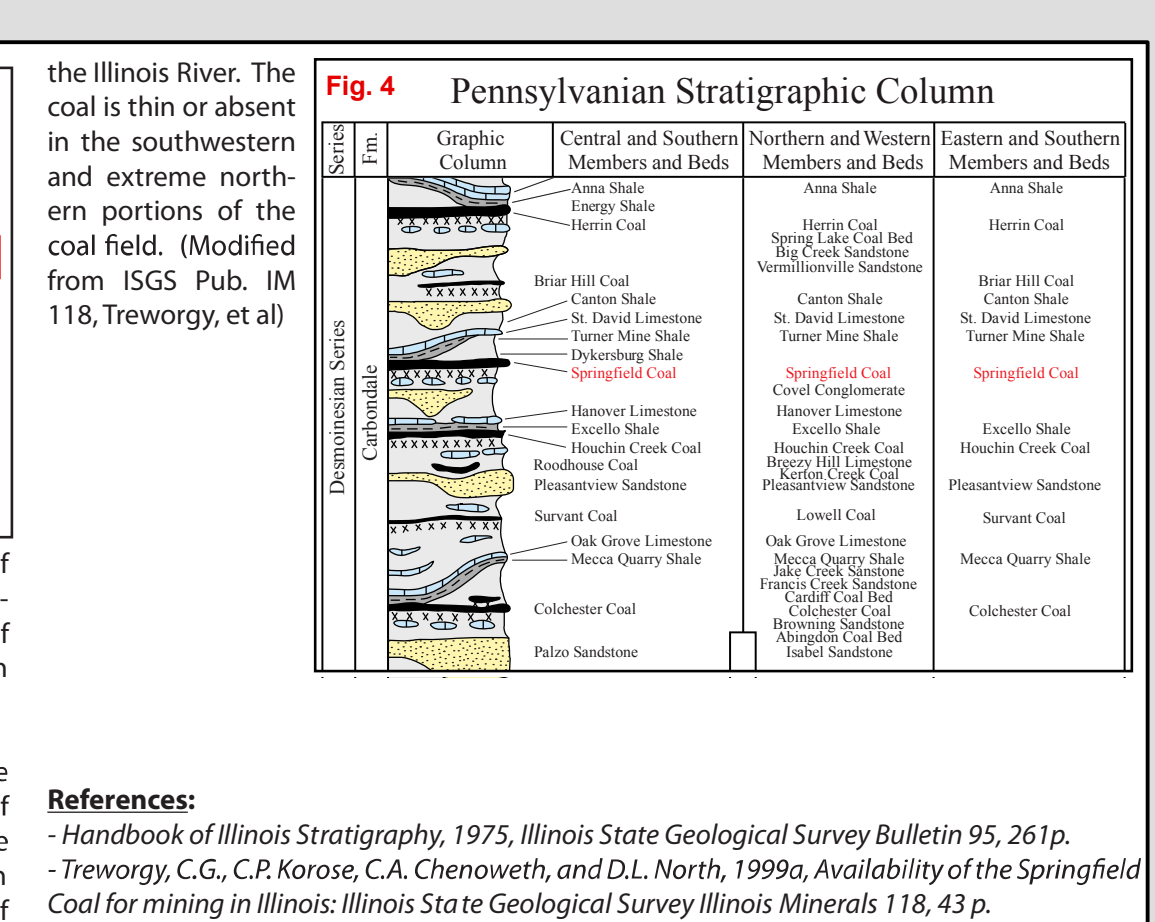 the Illinois River. The
coal is thin or absent
in the southwestern
and extreme north-
ern portions of the
coal field. (Modified
from ISGS Pub. IM
118, Treworgy, et al)
Fig. 4
Pennsylvanian Stratigraphic Column
Series
Fm.
Graphic
Column
Central and Southern
Members and Beds
Northern and Western
Members and Beds
Eastern and Southern
Members and Beds
Desmoinesian Series
Carbondale
Anna Shale
Energy Shale
Herrin Coal
Briar Hill Coal
Canton Shale
St. David Limestone
Turner Mine Shale
Dykersburg Shale
Springfield Coal
Hanover Limestone
Excello Shale
Houchin Creek Coal
Roodhouse Coal
Pleasantview Sandstone
Survant Coal
Oak Grove Limestone
Mecca Quarry Shale
Colchester Coal
Palzo Sandstone
Anna Shale
Herrin Coal
Spring Lake Coal Bed
Big Creek Sandstone
Vermillionville Sandstone
Canton Shale
St. David Limestone
Turner Mine Shale
Springfield Coal
Covel Conglomerate
Hanover Limestone
Excello Shale
Houchin Creek Coal
Breezy Hill Limestone
Kerton Creek Coal
Pleasantview Sandstone
Lowell Coal
Oak Grove Limestone
Mecca Quarry Shale
Jake Creek Sanstone
Francis Creek Sandstone
Cardiff Coal Bed
Colchester Coal
Browning Sandstone
Abingdon Coal Bed
Isabel Sandstone
Anna Shale
Herrin Coal
Briar Hill Coal
Canton Shale
St. David Limestone
Turner Mine Shale
Springfield Coal
Excello Shale
Houchin Creek Coal
Pleasantview Sandstone
Survant Coal
Mecca Quarry Shale
Colchester Coal
References:
- Handbook of Illinois Stratigraphy, 1975, Illinois State Geological Survey Bulletin 95, 261p.
- Treworgy, C.G., C.P. Korose, C.A. Chenoweth, and D.L. North, 1999a, Availability of the Springfield
Coal for mining in Illinois: Illinois State Geological Survey Illinois Minerals 118, 43 p.